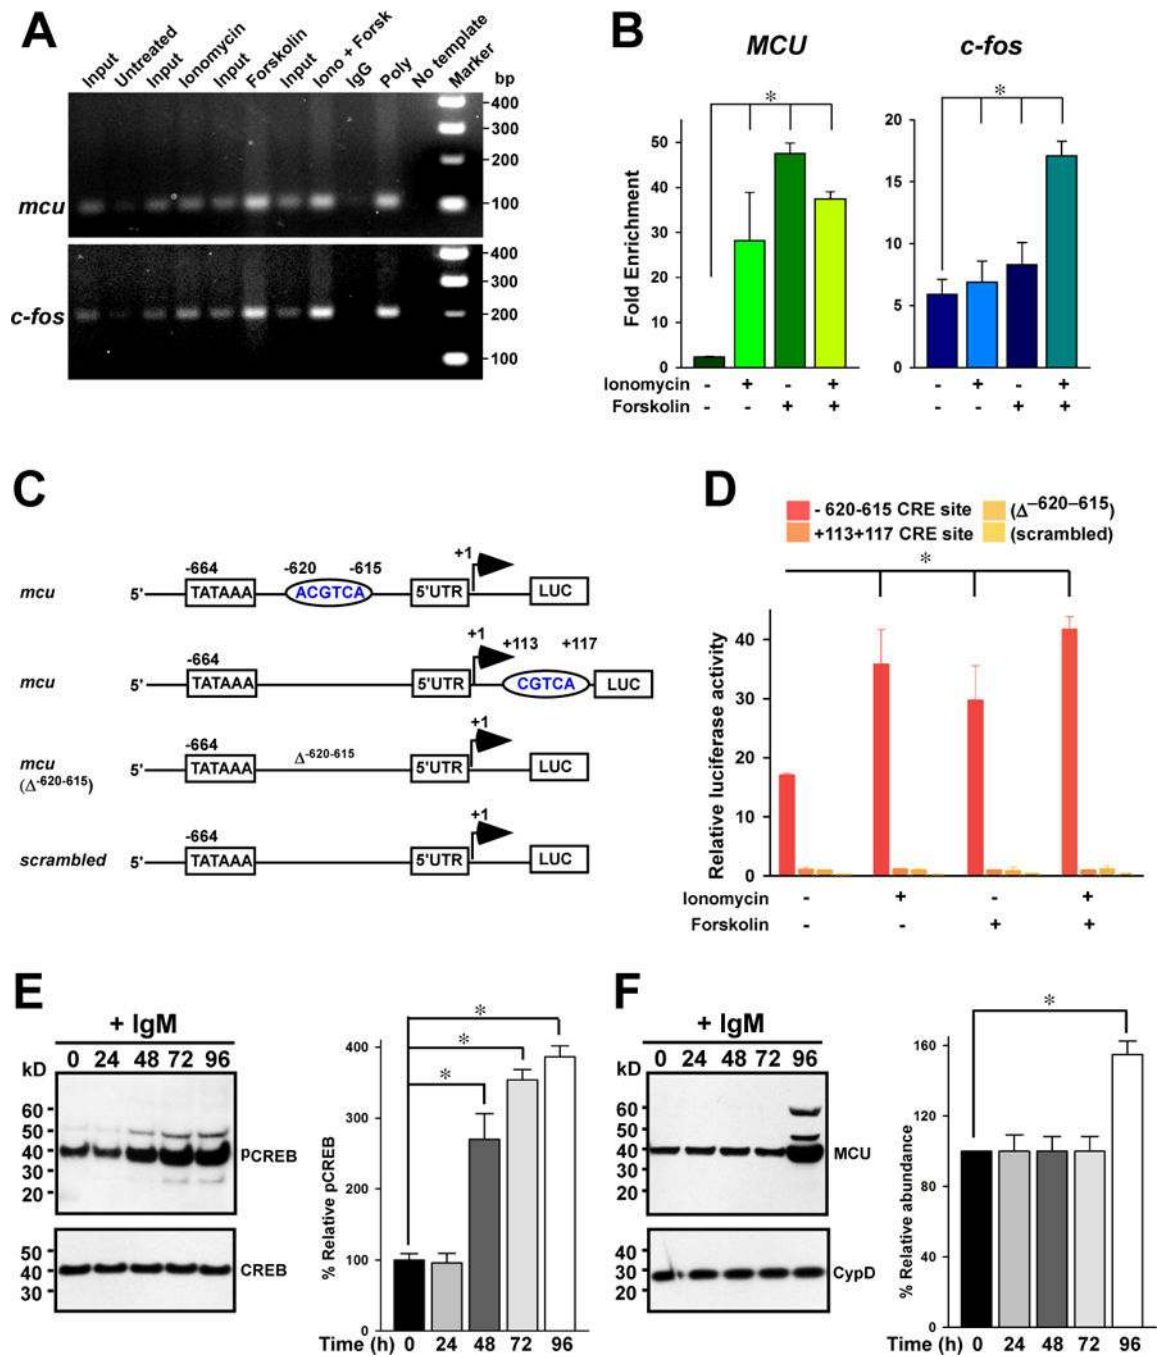 A
Input
Untreated
Input
Ionomycin
Input
Forskolin
Input
Iono + Forsk
IgG
Poly
No template
Marker
bp
400
300
200
mcu
100
400
300
c-fos
200
100
B
MCU
c-fos
*
*
Fold Enrichment
50
40
30
20
10
0
20
15
10
5
0
Ionomycin - + - + - + - +
Forskolin - - + + - - + +
C
-664 -620 -615 +1
mcu 5' TATAAA ACGTCA 5'UTR LUC
-664 +1 +113 +117
mcu 5' TATAAA 5'UTR CGTCA LUC
-664 Δ-620-615 +1
mcu 5' TATAAA 5'UTR LUC
(Δ-620-615)
-664 +1
scrambled 5' TATAAA 5'UTR LUC
D
- 620-615 CRE site (Δ–620–615)
+113+117 CRE site (scrambled)
*
Relative luciferase activity
40
30
20
10
0
Ionomycin - + - +
Forskolin - - + +
E
+ IgM
kD 0 24 48 72 96
60
50
40 pCREB
30
20
50
40 CREB
30
% Relative pCREB
400
300
200
100
0
* * *
Time (h) 0 24 48 72 96
F
+ IgM
kD 0 24 48 72 96
60
50
40 MCU
30
20
40
30 CypD
20
% Relative abundance
160
120
80
40
0
*
Time (h) 0 24 48 72 96